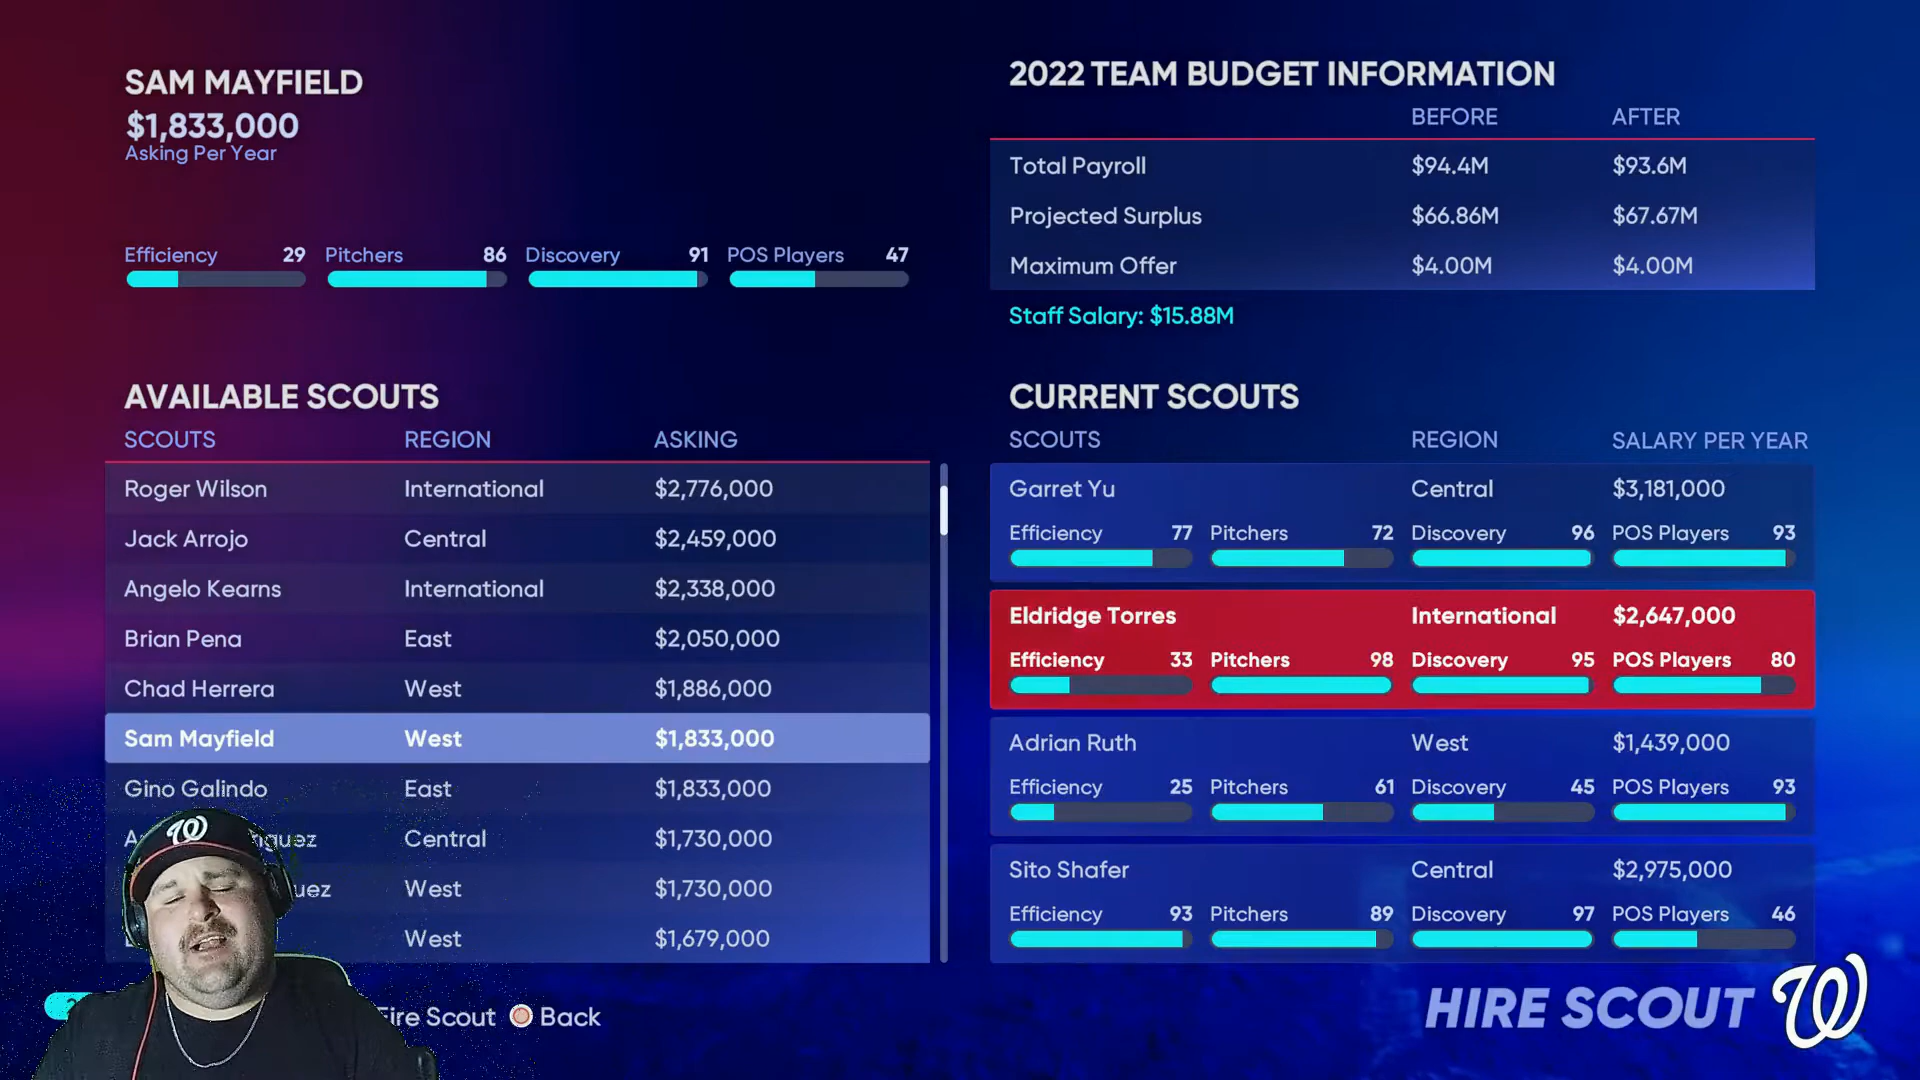 SAM MAYFIELD
$1,833,000
Asking Per Year
Efficiency 29 Pitchers 86 Discovery 91 POS Players 47
2022 TEAM BUDGET INFORMATION
BEFORE AFTER
Total Payroll $94.4M $93.6M
Projected Surplus $66.86M $67.67M
Maximum Offer $4.00M $4.00M
Staff Salary: $15.88M
AVAILABLE SCOUTS
SCOUTS REGION ASKING
Roger Wilson International $2,776,000
Jack Arrojo Central $2,459,000
Angelo Kearns International $2,338,000
Brian Pena East $2,050,000
Chad Herrera West $1,886,000
Sam Mayfield West $1,833,000
Gino Galindo East $1,833,000
Central $1,730,000
West $1,730,000
West $1,679,000
CURRENT SCOUTS
SCOUTS REGION SALARY PER YEAR
Garret Yu Central $3,181,000
Efficiency 77 Pitchers 72 Discovery 96 POS Players 93
Eldridge Torres International $2,647,000
Efficiency 33 Pitchers 98 Discovery 95 POS Players 80
Adrian Ruth West $1,439,000
Efficiency 25 Pitchers 61 Discovery 45 POS Players 93
Sito Shafer Central $2,975,000
Efficiency 93 Pitchers 89 Discovery 97 POS Players 46
W
Fire Scout Back
HIRE SCOUT W